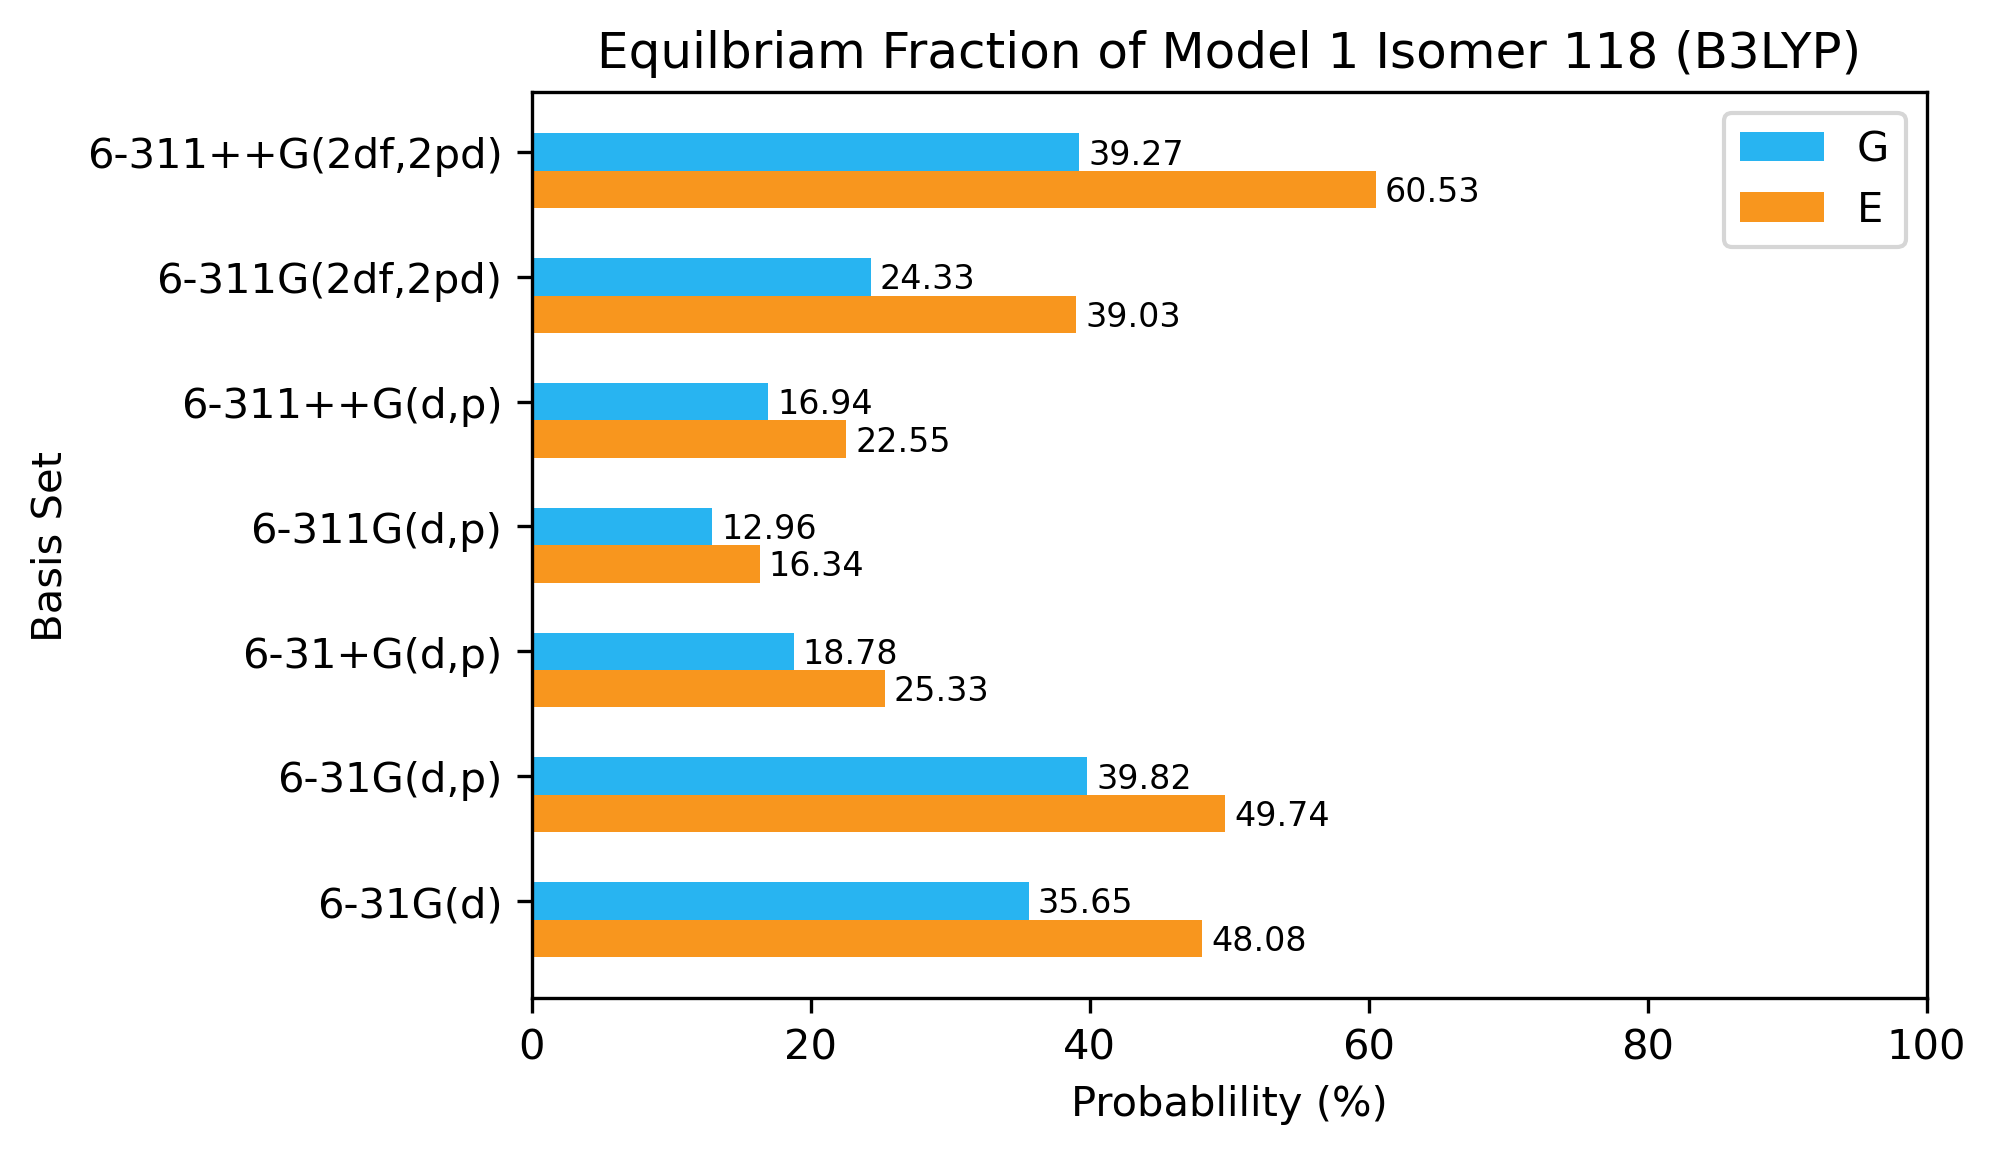 Equilbriam Fraction of Model 1 Isomer 118 (B3LYP)
G
E
6-311++G(2df,2pd)
39.27
60.53
6-311G(2df,2pd)
24.33
39.03
6-311++G(d,p)
16.94
22.55
6-311G(d,p)
12.96
16.34
6-31+G(d,p)
18.78
25.33
6-31G(d,p)
39.82
49.74
6-31G(d)
35.65
48.08
Basis Set
0 20 40 60 80 100
Probablility (%)